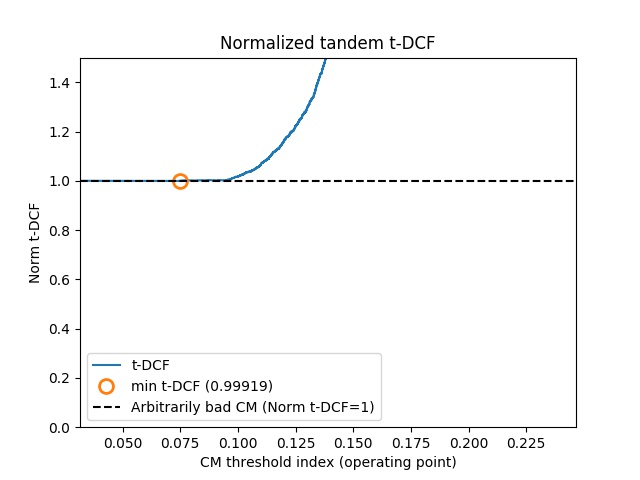 Normalized tandem t-DCF
1.4
1.2
1.0
0.8
0.6
0.4
0.2
0.0
Norm t-DCF
t-DCF
min t-DCF (0.99919)
Arbitrarily bad CM (Norm t-DCF=1)
0.050 0.075 0.100 0.125 0.150 0.175 0.200 0.225
CM threshold index (operating point)